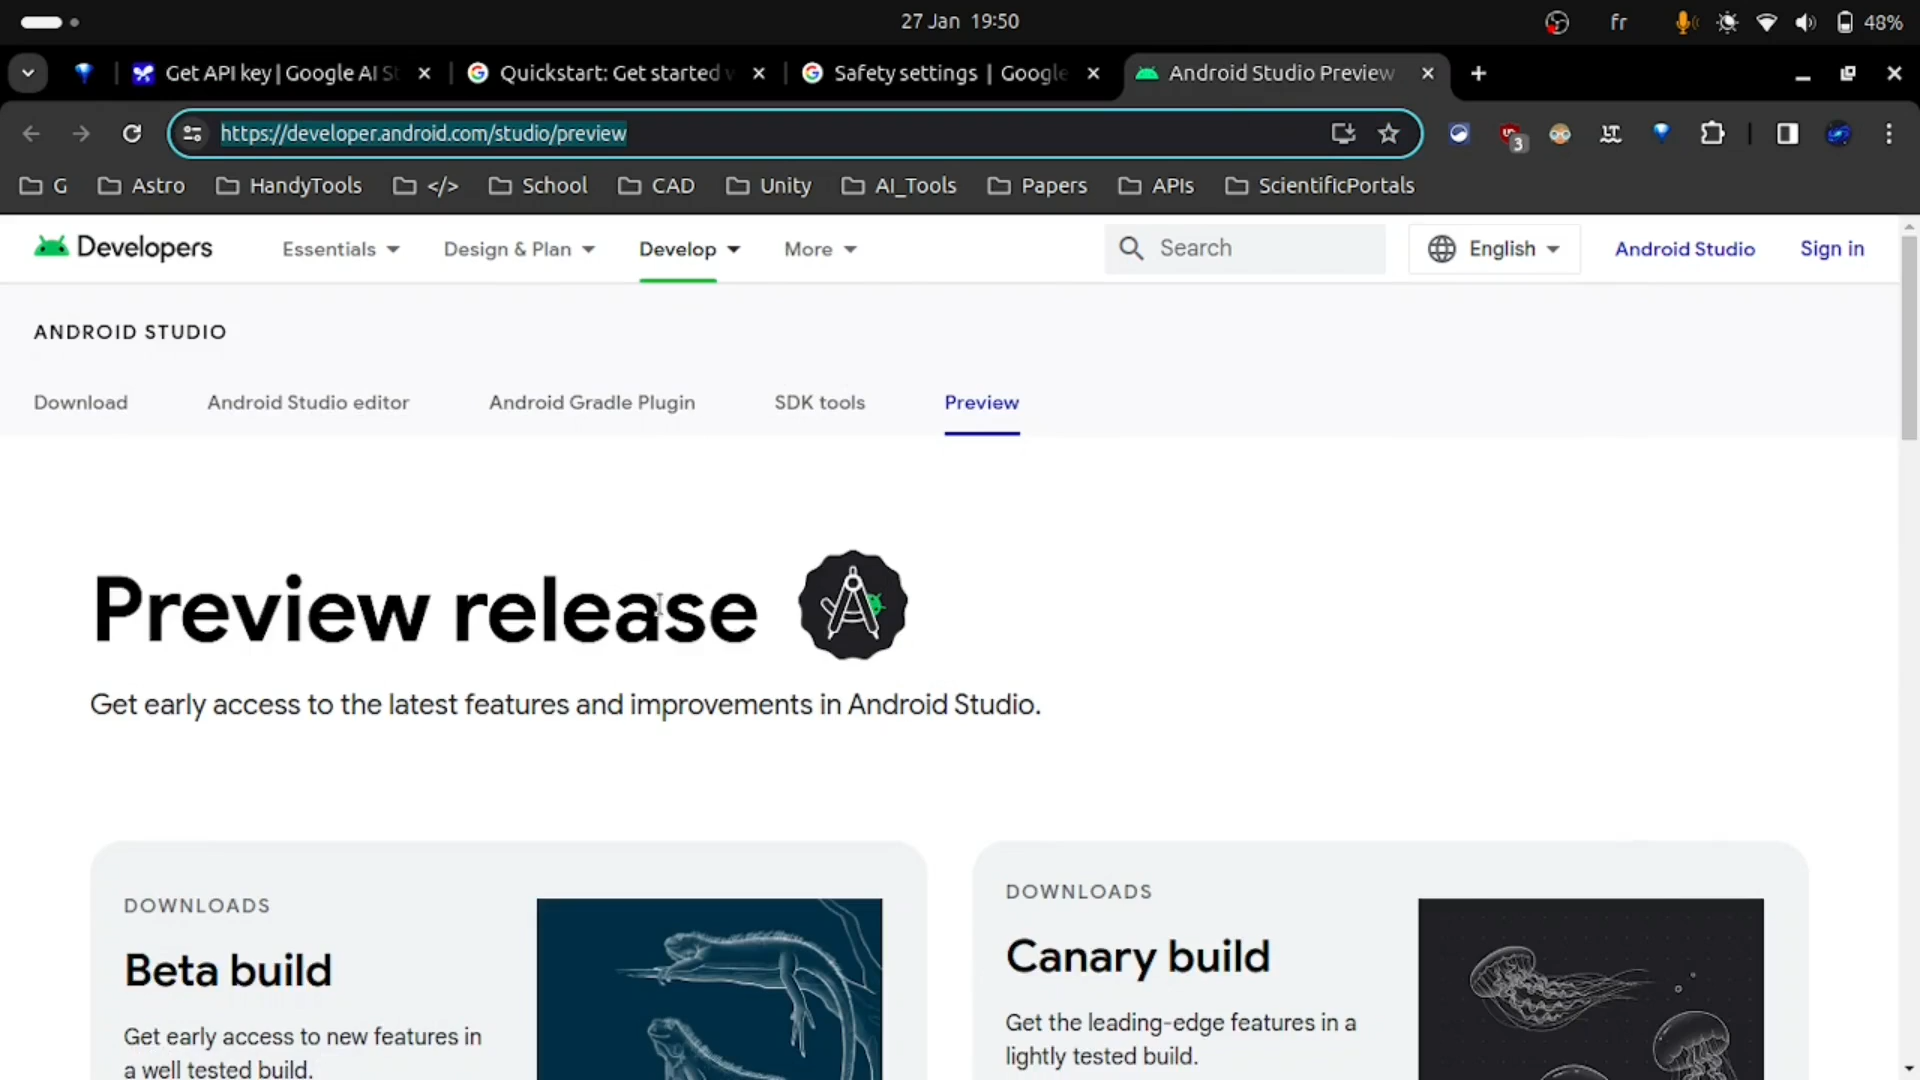 27 Jan 19:50
fr
48%
Get API key | Google AI St
Quickstart: Get started
Safety settings | Google
Android Studio Preview
https://developer.android.com/studio/preview
3
G
Astro
HandyTools
</>
School
CAD
Unity
AI_Tools
Papers
APIs
ScientificPortals
Developers
Essentials
Design & Plan
Develop
More
Search
English
Android Studio
Sign in
ANDROID STUDIO
Download
Android Studio editor
Android Gradle Plugin
SDK tools
Preview
Preview release
Get early access to the latest features and improvements in Android Studio.
DOWNLOADS
Beta build
Get early access to new features in
a well tested build.
DOWNLOADS
Canary build
Get the leading-edge features in a
lightly tested build.